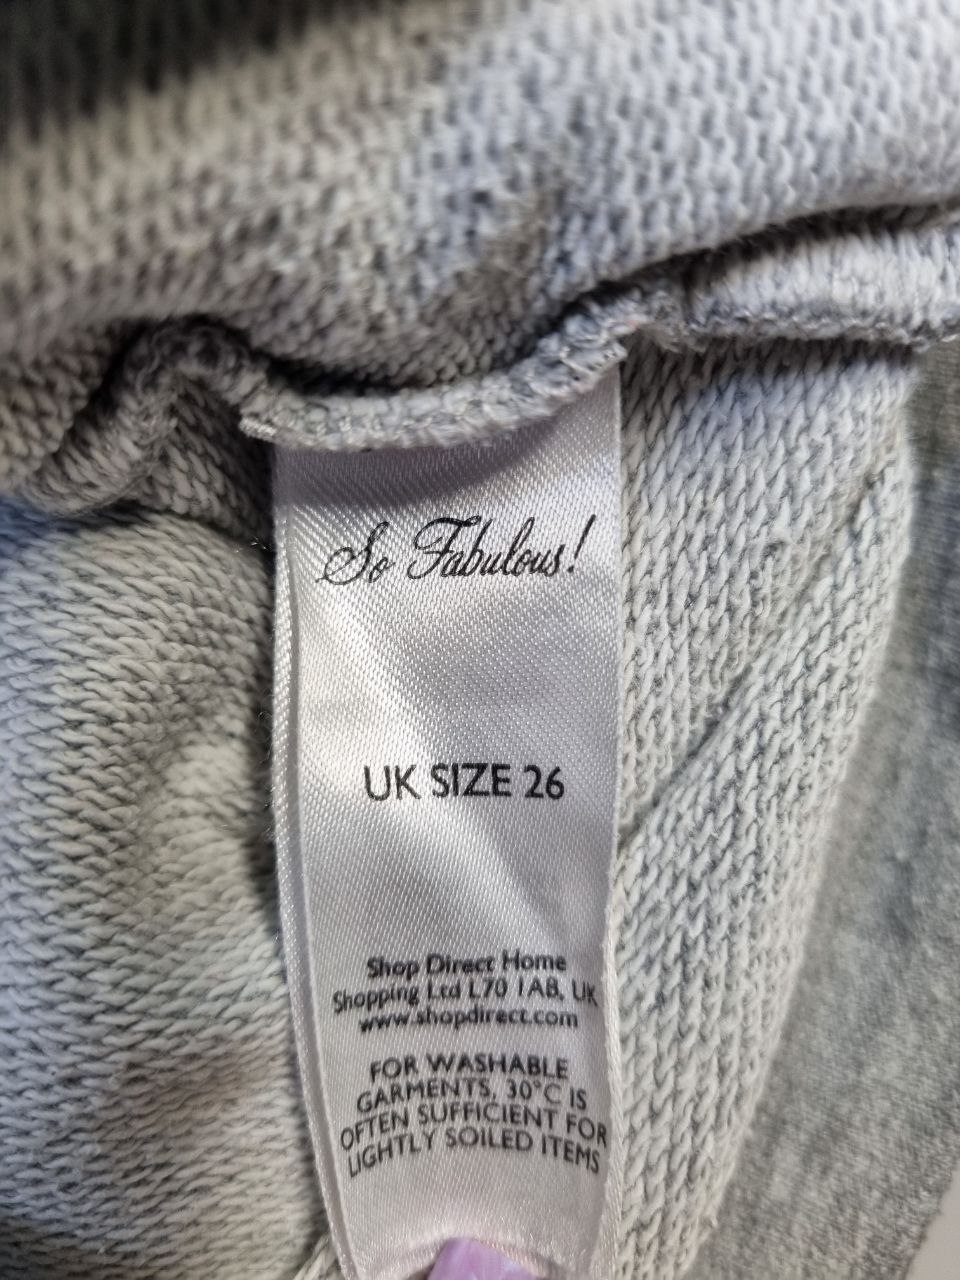 So Fabulous!
UK SIZE 26
Shop Direct Home
Shopping Ltd L70 1AB, UK
www.shopdirect.com
FOR WASHABLE
GARMENTS, 30°C IS
OFTEN SUFFICIENT FOR
LIGHTLY SOILED ITEMS